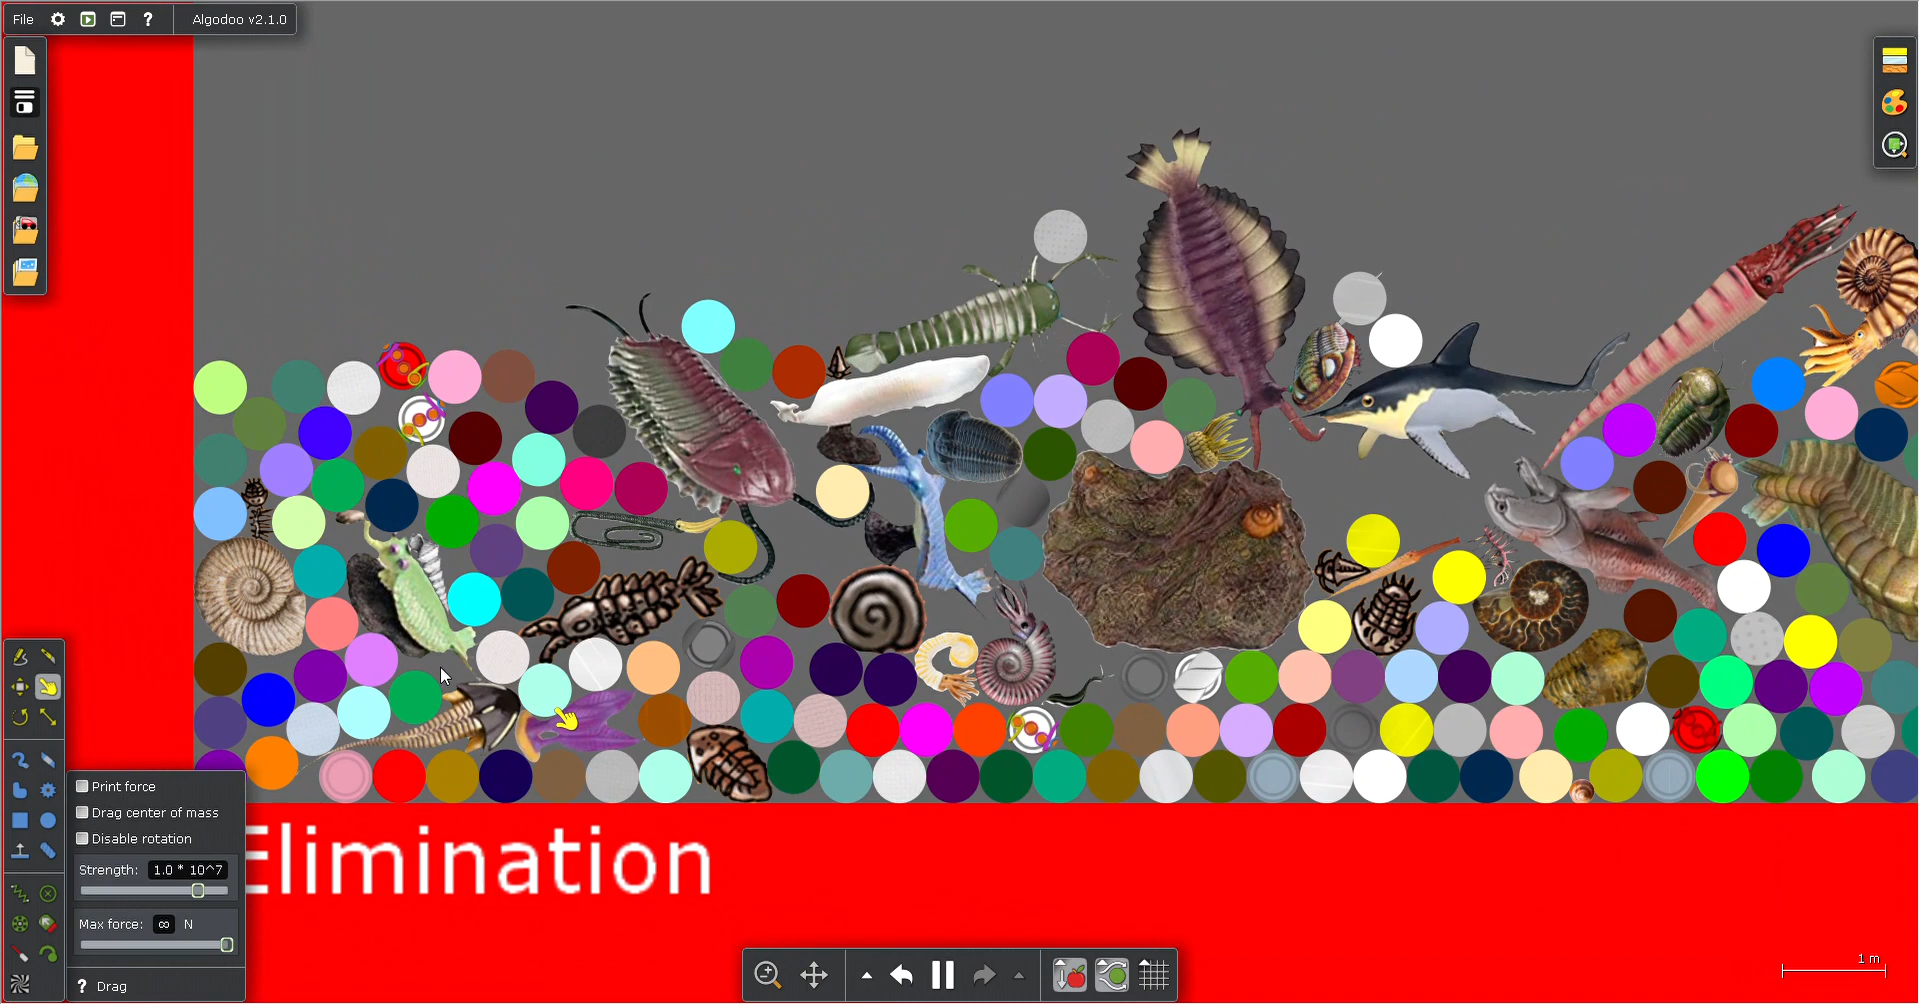 File ? Algodoo v2.1.0
Print force
Drag center of mass
Disable rotation
Strength: 1.0 * 10^7
Max force: ∞ N
? Drag
Elimination
1 m